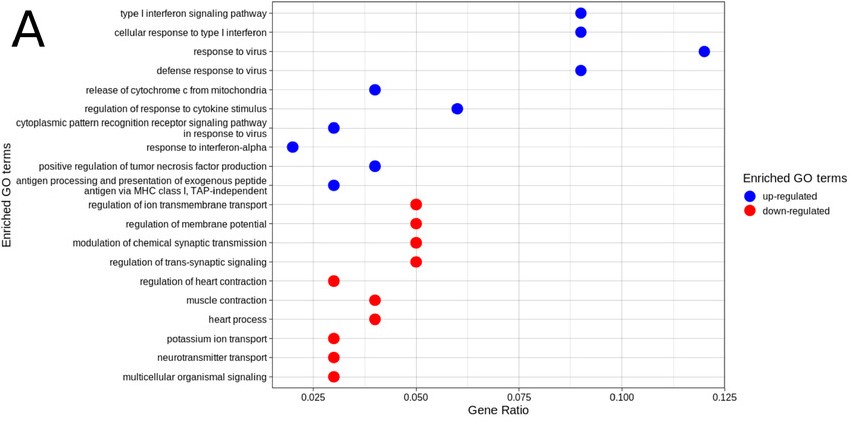 A
type I interferon signaling pathway
cellular response to type I interferon
response to virus
defense response to virus
release of cytochrome c from mitochondria
regulation of response to cytokine stimulus
cytoplasmic pattern recognition receptor signaling pathway
in response to virus
response to interferon-alpha
positive regulation of tumor necrosis factor production
antigen processing and presentation of exogenous peptide
antigen via MHC class I, TAP-independent
regulation of ion transmembrane transport
regulation of membrane potential
modulation of chemical synaptic transmission
regulation of trans-synaptic signaling
regulation of heart contraction
muscle contraction
heart process
potassium ion transport
neurotransmitter transport
multicellular organismal signaling
Enriched GO terms
0.025 0.050 0.075 0.100 0.125
Gene Ratio
Enriched GO terms
up-regulated
down-regulated